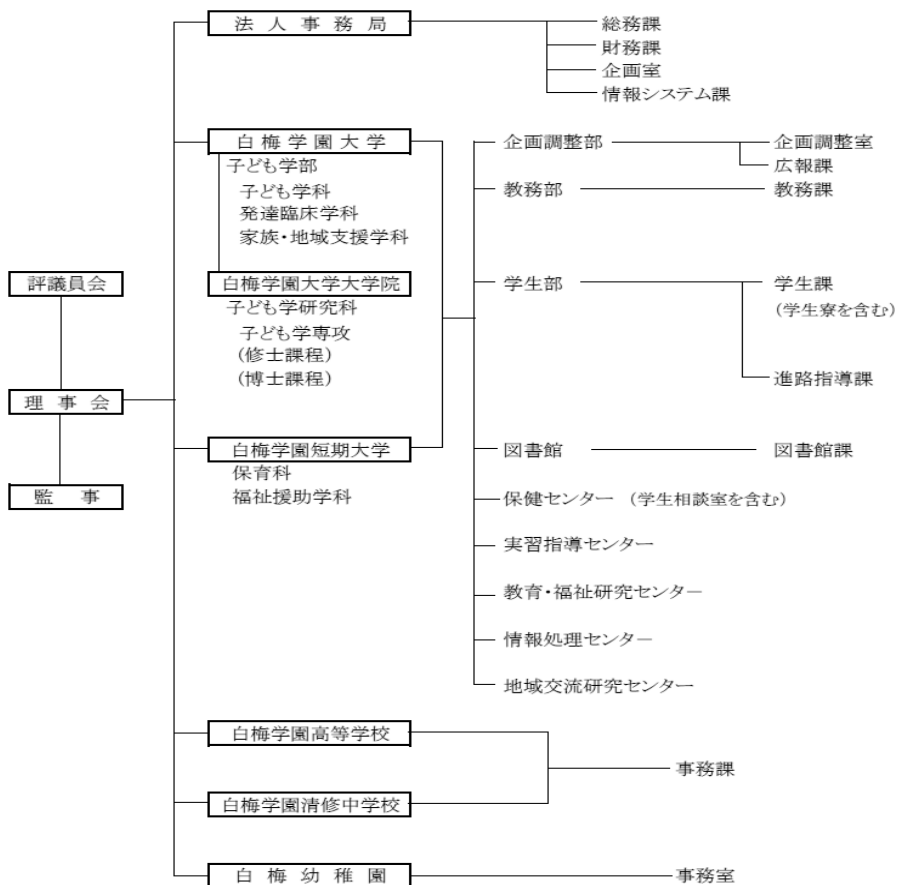 法人事務局
総務課
財務課
企画室
情報システム課
白梅学園大学
子ども学部
子ども学科
発達臨床学科
家族・地域支援学科
白梅学園大学大学院
子ども学研究科
子ども学専攻
(修士課程)
(博士課程)
白梅学園短期大学
保育科
福祉援助学科
評議員会
理事会
監事
企画調整部
企画調整室
広報課
教務部
教務課
学生部
学生課
(学生寮を含む)
進路指導課
図書館
図書館課
保健センター (学生相談室を含む)
実習指導センター
教育・福祉研究センター
情報処理センター
地域交流研究センター
白梅学園高等学校
白梅学園清修中学校
事務課
白梅幼稚園
事務室